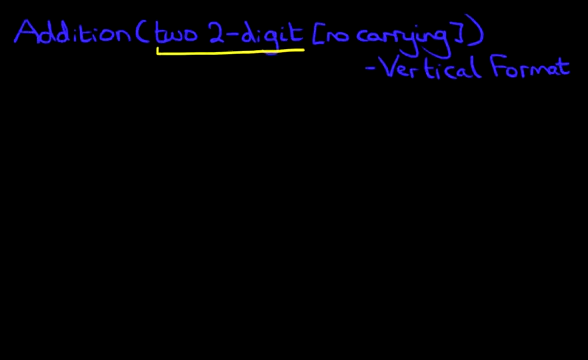 Addition (two 2-digit [no carrying])
- Vertical Format